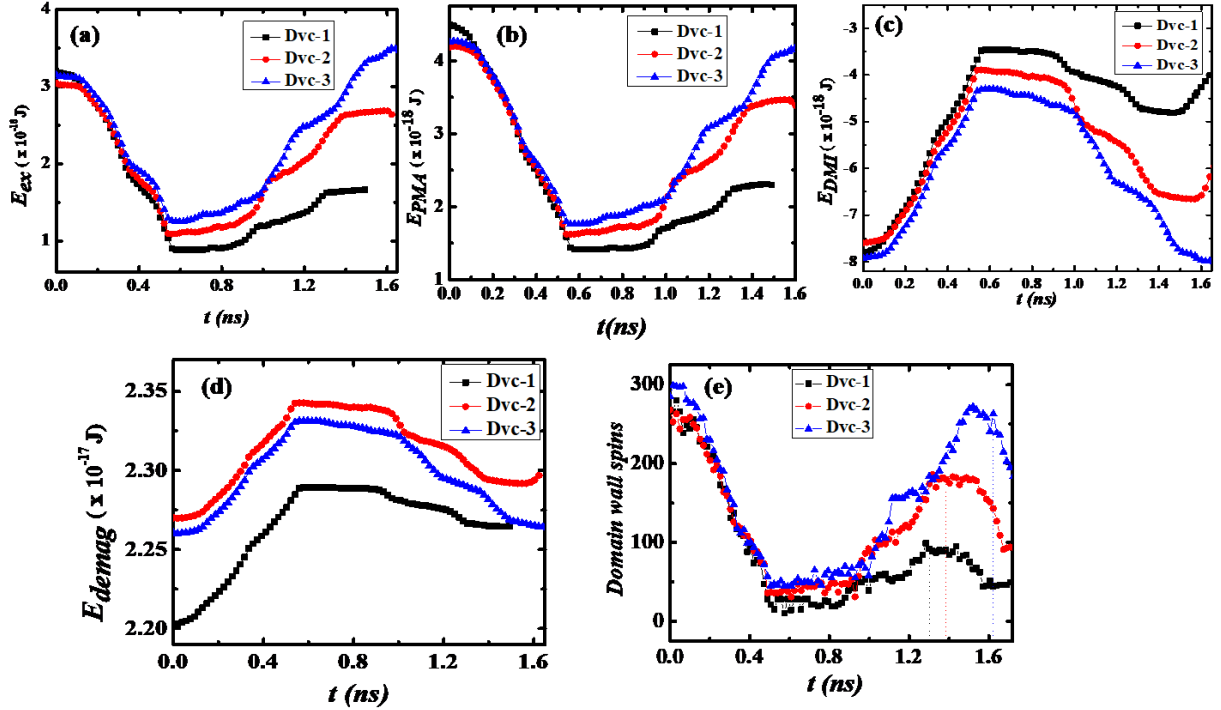 (a)
Dvc-1
Dvc-2
Dvc-3
E_ex (x 10⁻¹⁸ J)
4
3
2
1
0.0 0.4 0.8 1.2 1.6
t (ns)
(b)
Dvc-1
Dvc-2
Dvc-3
E_PMA (x 10⁻¹⁸ J)
4
3
2
1
0.0 0.2 0.4 0.6 0.8 1.0 1.2 1.4 1.6
t(ns)
(c)
Dvc-1
Dvc-2
Dvc-3
E_DMI (x 10⁻¹⁸ J)
-3
-4
-5
-6
-7
-8
0.0 0.2 0.4 0.6 0.8 1.0 1.2 1.4 1.6
t (ns)
(d)
Dvc-1
Dvc-2
Dvc-3
E_demag (x 10⁻¹⁷ J)
2.35
2.30
2.25
2.20
0.0 0.4 0.8 1.2 1.6
t (ns)
(e)
Dvc-1
Dvc-2
Dvc-3
Domain wall spins
300
250
200
150
100
50
0
0.0 0.4 0.8 1.2 1.6
t (ns)